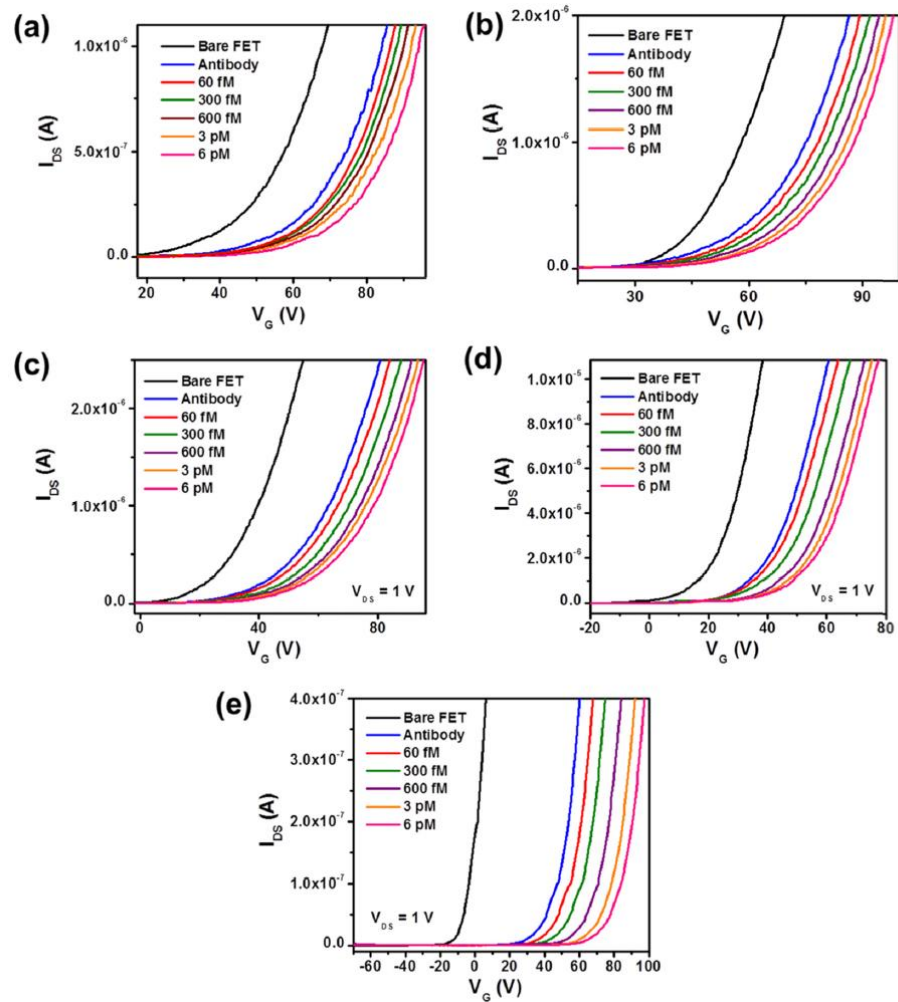 (a)
Bare FET
Antibody
60 fM
300 fM
600 fM
3 pM
6 pM
1.0x10⁻⁶
5.0x10⁻⁷
0.0
I_DS (A)
20 40 60 80
V_G (V)
(b)
Bare FET
Antibody
60 fM
300 fM
600 fM
3 pM
6 pM
2.0x10⁻⁶
1.0x10⁻⁶
0.0
I_DS (A)
30 60 90
V_G (V)
(c)
Bare FET
Antibody
60 fM
300 fM
600 fM
3 pM
6 pM
2.0x10⁻⁶
1.0x10⁻⁶
0.0
I_DS (A)
V_DS = 1 V
0 40 80
V_G (V)
(d)
Bare FET
Antibody
60 fM
300 fM
600 fM
3 pM
6 pM
1.0x10⁻⁵
8.0x10⁻⁶
6.0x10⁻⁶
4.0x10⁻⁶
2.0x10⁻⁶
0.0
I_DS (A)
V_DS = 1 V
-20 0 20 40 60 80
V_G (V)
(e)
Bare FET
Antibody
60 fM
300 fM
600 fM
3 pM
6 pM
4.0x10⁻⁷
3.0x10⁻⁷
2.0x10⁻⁷
1.0x10⁻⁷
0.0
I_DS (A)
V_DS = 1 V
-60 -40 -20 0 20 40 60 80 100
V_G (V)